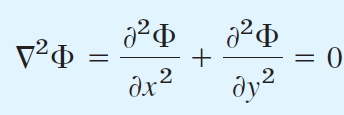 ∇²Φ = ∂²Φ/∂x² + ∂²Φ/∂y² = 0